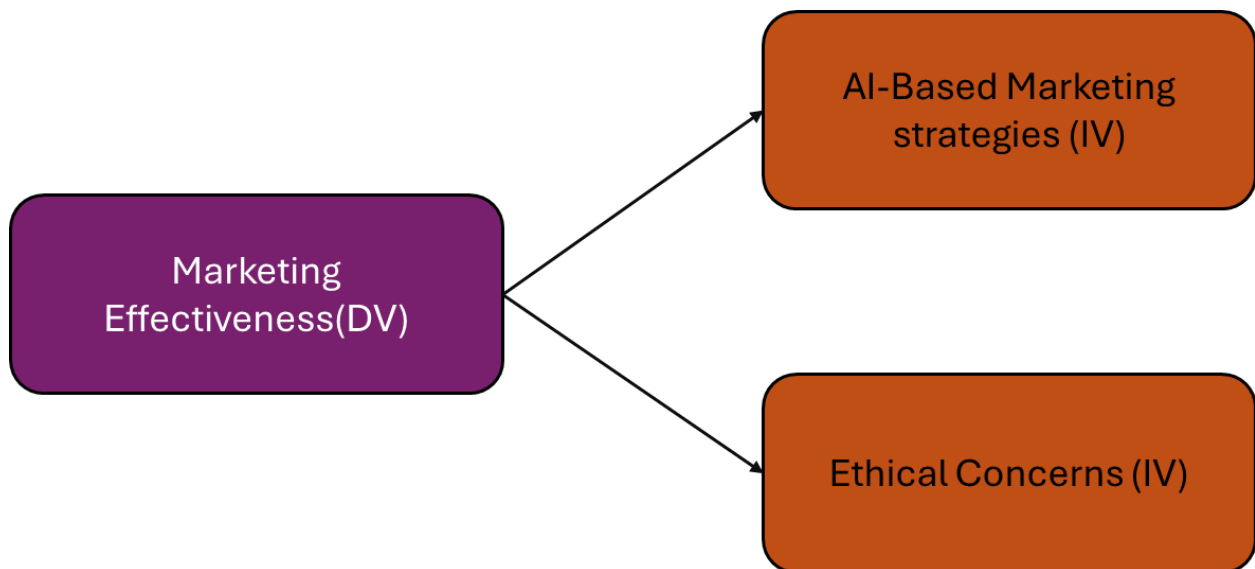 AI-Based Marketing
strategies (IV)
Marketing
Effectiveness(DV)
Ethical Concerns (IV)